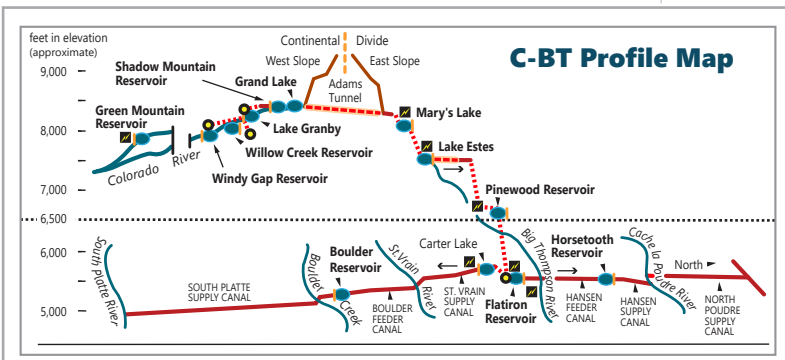 C-BT Profile Map
feet in elevation
(approximate)
Continental Divide
West Slope East Slope
Adams
Tunnel
9,000
8,000
7,000
6,500
6,000
5,000
Shadow Mountain
Reservoir
Grand Lake
Green Mountain
Reservoir
Lake Granby
Willow Creek Reservoir
Windy Gap Reservoir
Colorado River
Mary's Lake
Lake Estes
Pinewood Reservoir
South Platte River
SOUTH PLATTE
SUPPLY CANAL
Boulder
Creek
Boulder
Reservoir
BOULDER
FEEDER
CANAL
St.Vrain
River
Carter Lake
ST. VRAIN
SUPPLY
CANAL
Flatiron
Reservoir
Big Thompson River
HANSEN
FEEDER
CANAL
Horsetooth
Reservoir
HANSEN
SUPPLY
CANAL
Cache la Poudre River
North
NORTH
POUDRE
SUPPLY
CANAL